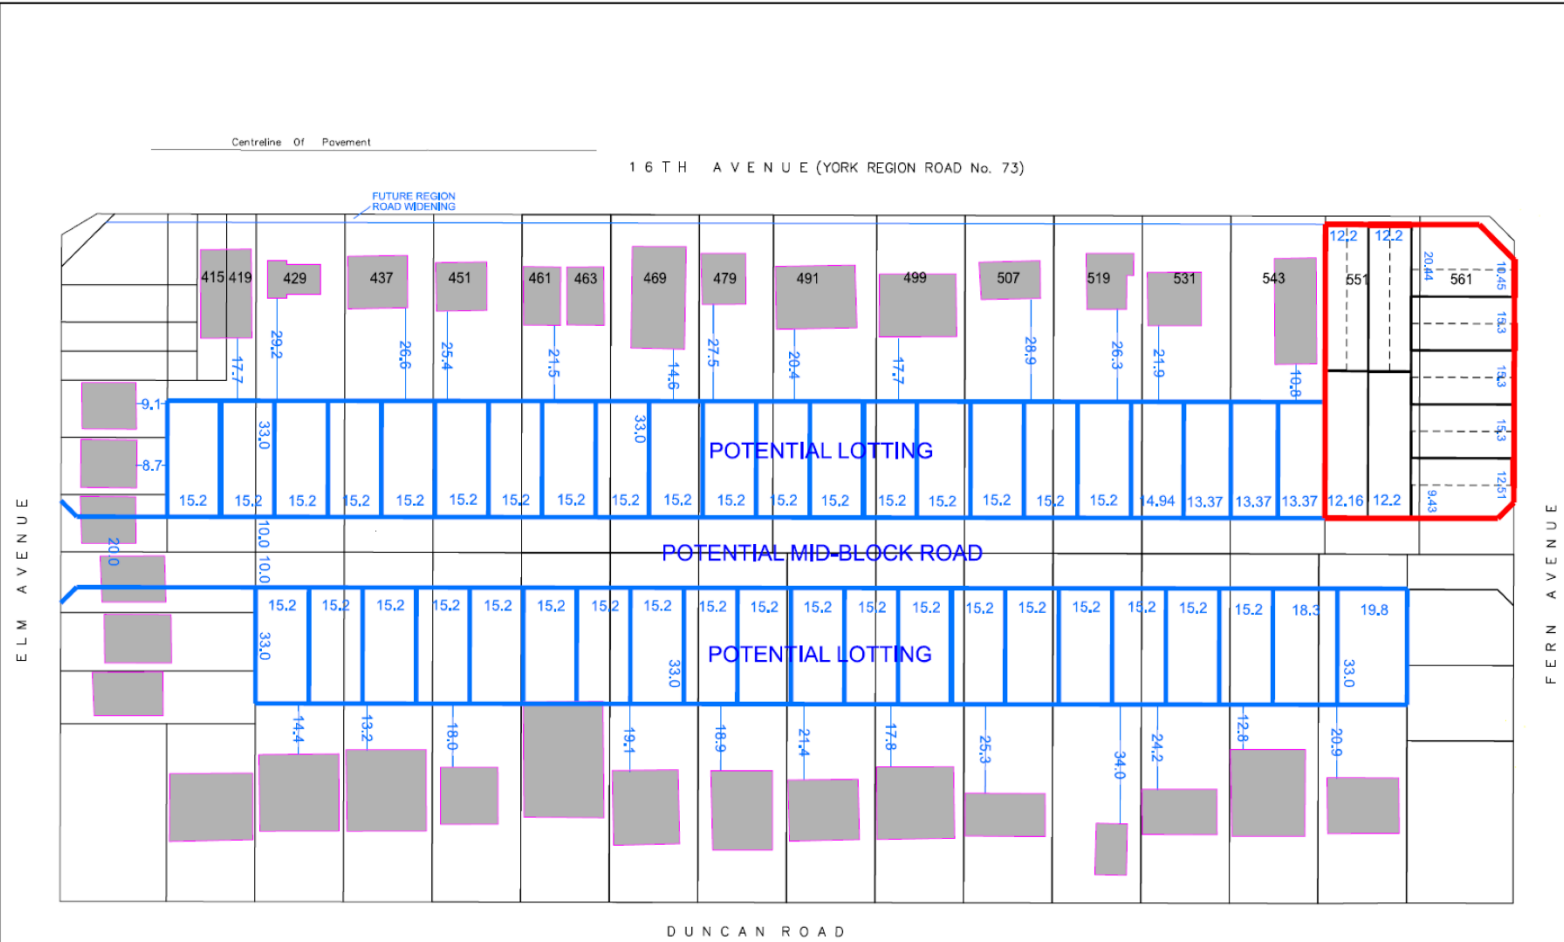 Centreline Of Pavement
16TH AVENUE (YORK REGION ROAD No. 73)
FUTURE REGION
ROAD WIDENING
12.2 12.2
415 419 429 437 451 461 463 469 479 491 499 507 519 531 543 551 561
20.44 10.45
15.3
17.7 29.2 26.6 25.4 21.5 14.6 27.5 20.4 17.7 28.9 26.3 21.9 10.8
15.3
9.1
33.0 33.0
15.3
POTENTIAL LOTTING
8.7
15.2 15.2 15.2 15.2 15.2 15.2 15.2 15.2 15.2 15.2 15.2 15.2 15.2 15.2 15.2 15.2 15.2 15.2 14.94 13.37 13.37 13.37 12.16 12.2
9.43 12.51
10.0
20.0
POTENTIAL MID-BLOCK ROAD
10.0
ELM AVENUE
FERN AVENUE
15.2 15.2 15.2 15.2 15.2 15.2 15.2 15.2 15.2 15.2 15.2 15.2 15.2 15.2 15.2 15.2 15.2 15.2 15.2 18.3 19.8
33.0 33.0 33.0
POTENTIAL LOTTING
14.4 13.2 18.0 19.1 18.9 21.4 17.8 25.3 34.0 24.2 12.8 20.9
DUNCAN ROAD